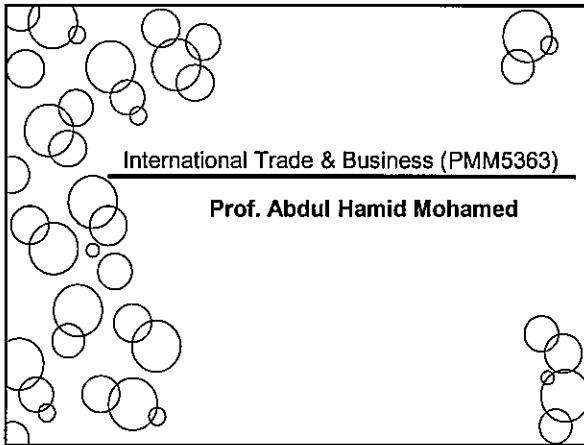 International Trade & Business (PMM5363)
Prof. Abdul Hamid Mohamed